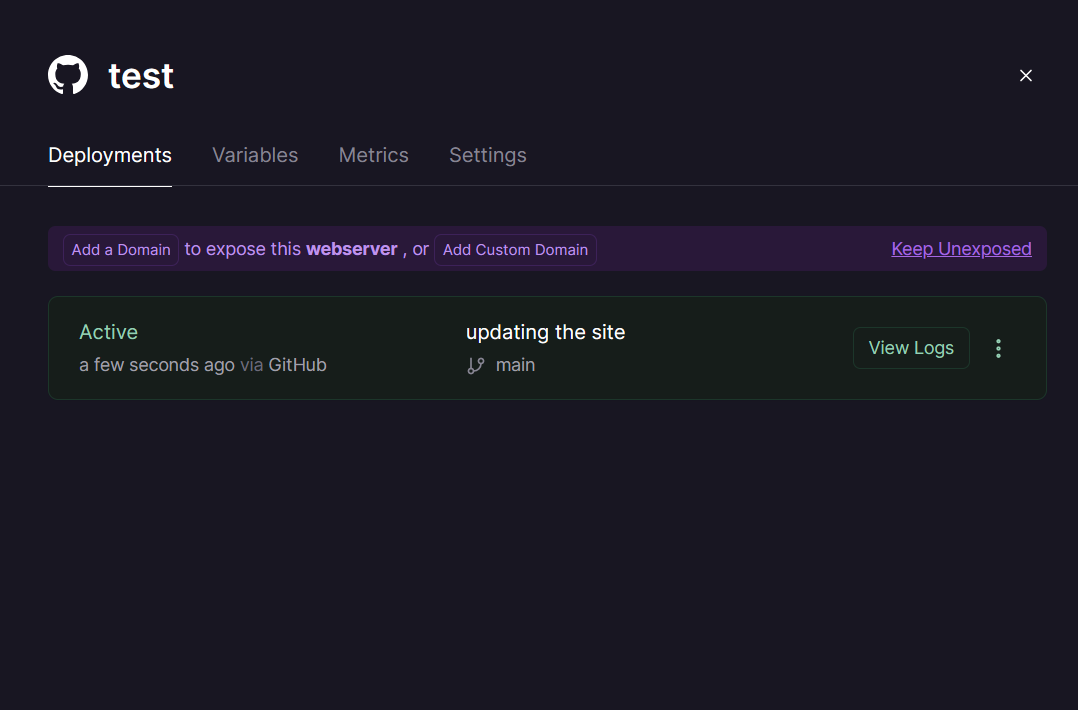 test
Deployments Variables Metrics Settings
Add a Domain to expose this webserver , or Add Custom Domain Keep Unexposed
Active updating the site View Logs
a few seconds ago via GitHub main